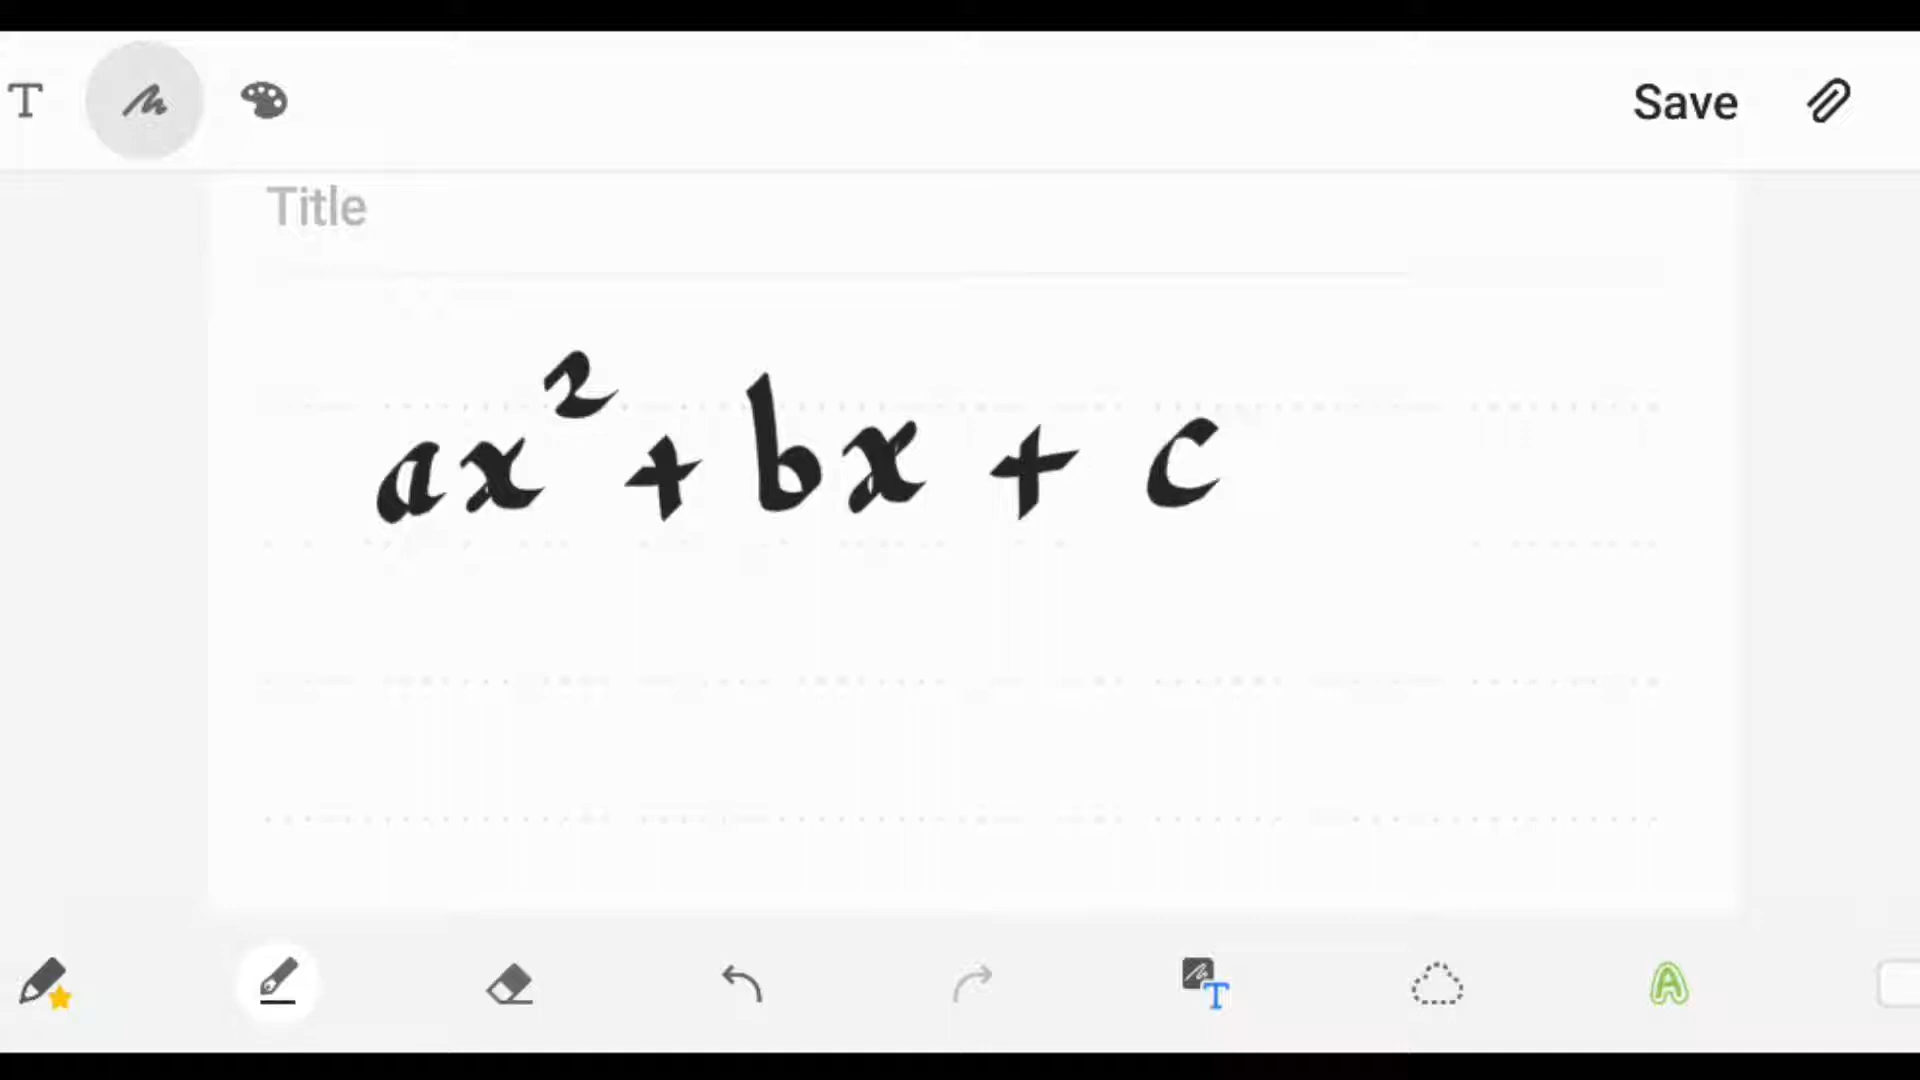 T Save
Title
ax² + bx + c
T A